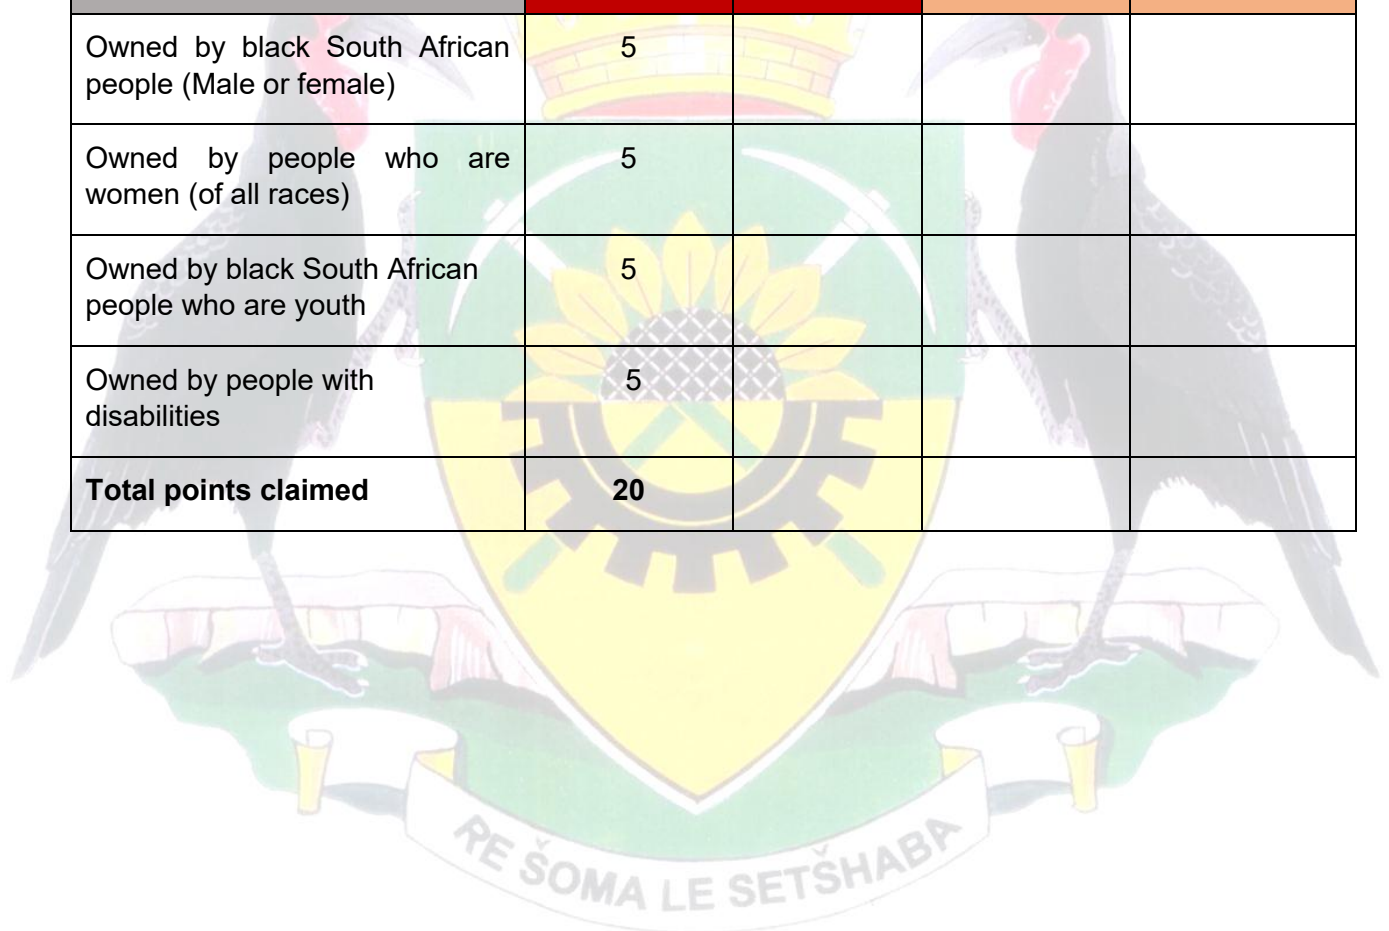 Owned by black South African 5
people (Male or female)
Owned by people who are 5
women (of all races)
Owned by black South African 5
people who are youth
Owned by people with 5
disabilities
Total points claimed 20
RE ŠOMA LE SETŠHABA